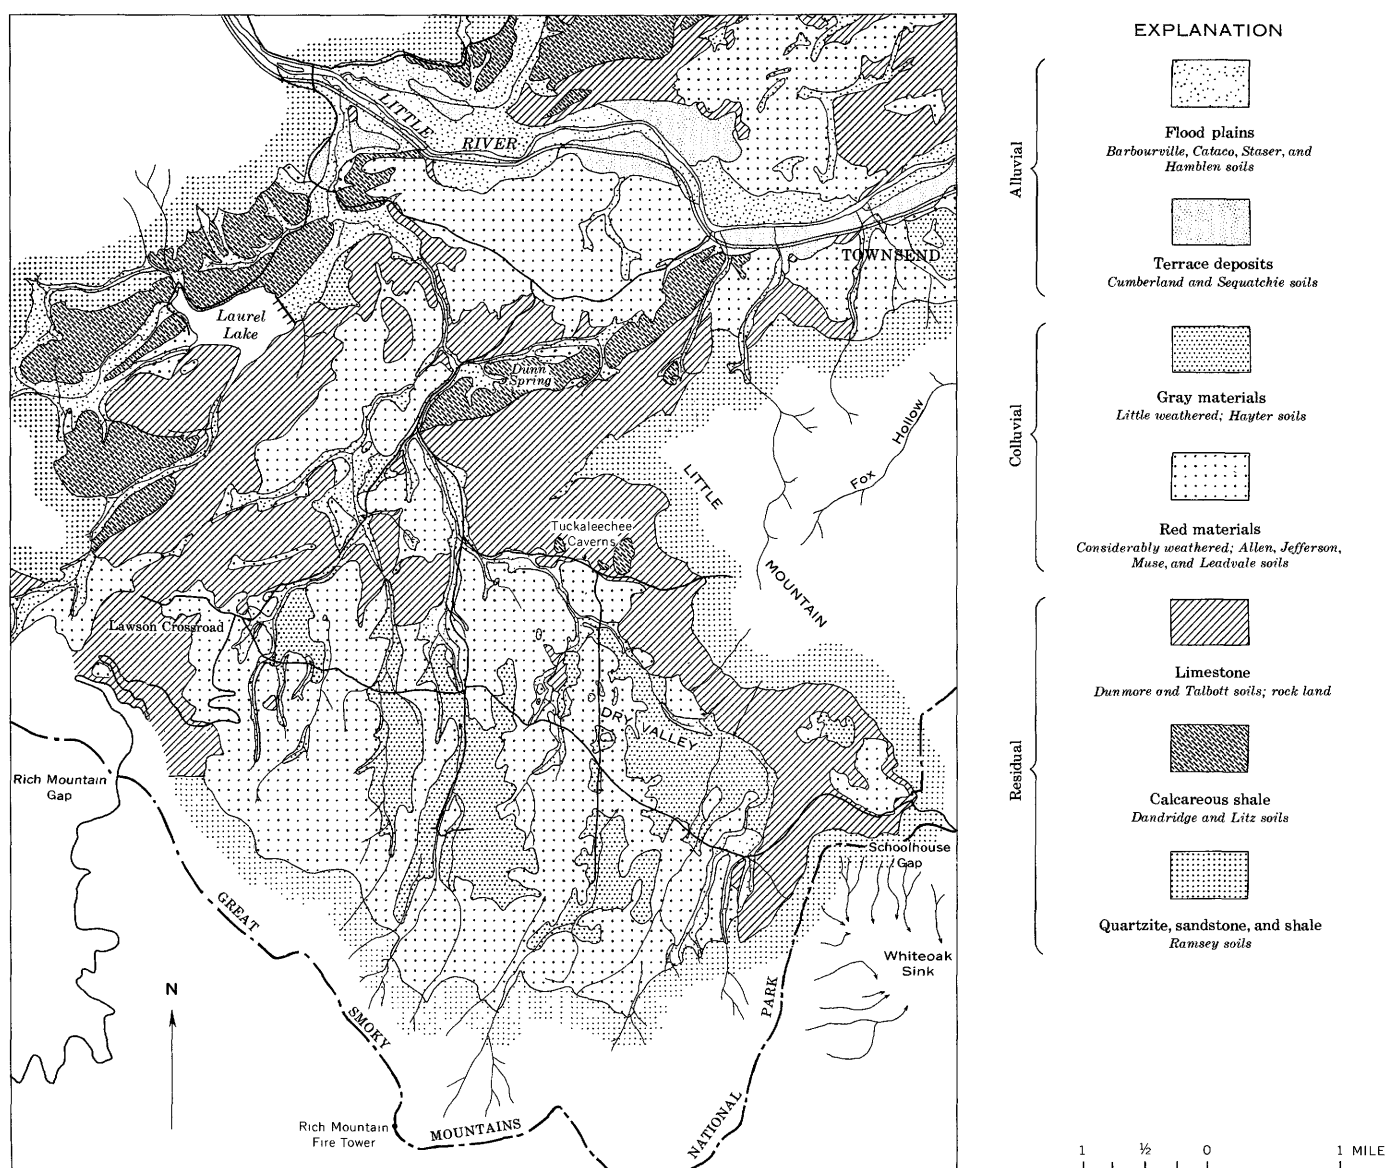 LITTLE
RIVER
TOWNSEND
Laurel
Lake
Dunn
Spring
Hollow
Fox
LITTLE
MOUNTAIN
Tuckaleechee
Caverns
Lawson Crossroad
DRY VALLEY
Rich Mountain
Gap
Schoolhouse
Gap
GREAT
Whiteoak
Sink
N
SMOKY
PARK
Rich Mountain
Fire Tower
MOUNTAINS
NATIONAL
EXPLANATION
Alluvial
Flood plains
Barbourville, Cataco, Staser, and
Hamblen soils
Terrace deposits
Cumberland and Sequatchie soils
Colluvial
Gray materials
Little weathered; Hayter soils
Red materials
Considerably weathered; Allen, Jefferson,
Muse, and Leadvale soils
Residual
Limestone
Dunmore and Talbott soils; rock land
Calcareous shale
Dandridge and Litz soils
Quartzite, sandstone, and shale
Ramsey soils
1 ½ 0 1 MILE